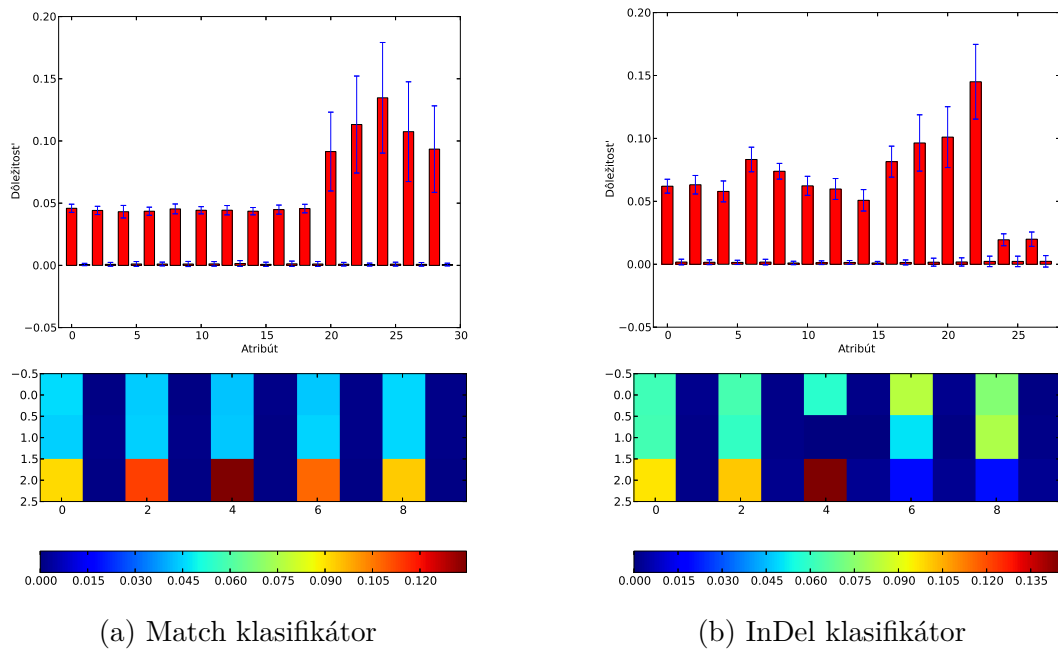 0.20
0.15
0.10
0.05
0.00
−0.05
Dôležitosť
0 5 10 15 20 25 30
Atribút
−0.5
0.0
0.5
1.0
1.5
2.0
2.5
0 2 4 6 8
0.000 0.015 0.030 0.045 0.060 0.075 0.090 0.105 0.120
(a) Match klasifikátor
0.20
0.15
0.10
0.05
0.00
−0.05
Dôležitosť
0 5 10 15 20 25
Atribút
−0.5
0.0
0.5
1.0
1.5
2.0
2.5
0 2 4 6 8
0.000 0.015 0.030 0.045 0.060 0.075 0.090 0.105 0.120 0.135
(b) InDel klasifikátor